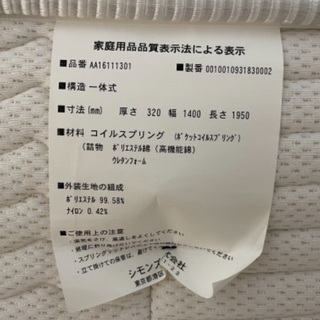 家庭用品品質表示法による表示
■品番 AA16111301 ■製番 0010010931830002
■構造 一体式
■寸法(mm) 厚さ 320 幅 1400 長さ 1950
■材料 コイルスプリング (ポケットコイルスプリング)
(詰物 ポリエステル綿 (高機能綿)
ウレタンフォーム
■外装生地の組成
ポリエステル 99.58%
ナイロン 0.42%
■ご使用上の注意
シモンズ株式会社
東京都港区